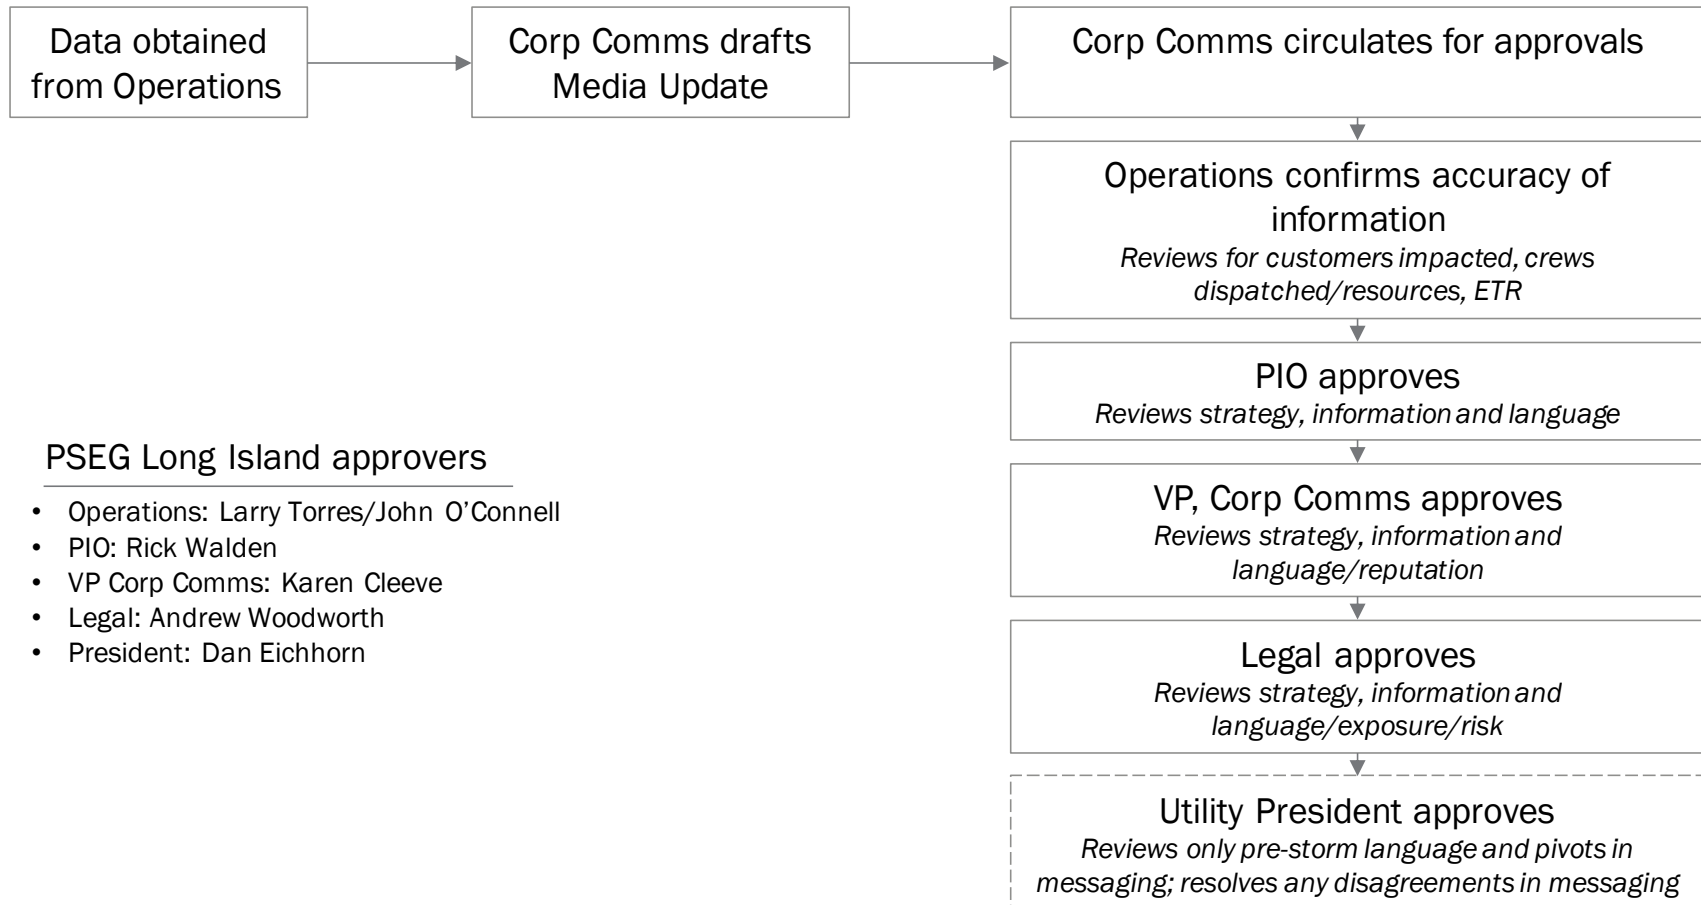 Data obtained
from Operations
Corp Comms drafts
Media Update
Corp Comms circulates for approvals
Operations confirms accuracy of
information
Reviews for customers impacted, crews
dispatched/resources, ETR
PIO approves
Reviews strategy, information and language
VP, Corp Comms approves
Reviews strategy, information and
language/reputation
Legal approves
Reviews strategy, information and
language/exposure/risk
Utility President approves
Reviews only pre-storm language and pivots in
messaging; resolves any disagreements in messaging
PSEG Long Island approvers
• Operations: Larry Torres/John O’Connell
• PIO: Rick Walden
• VP Corp Comms: Karen Cleeve
• Legal: Andrew Woodworth
• President: Dan Eichhorn